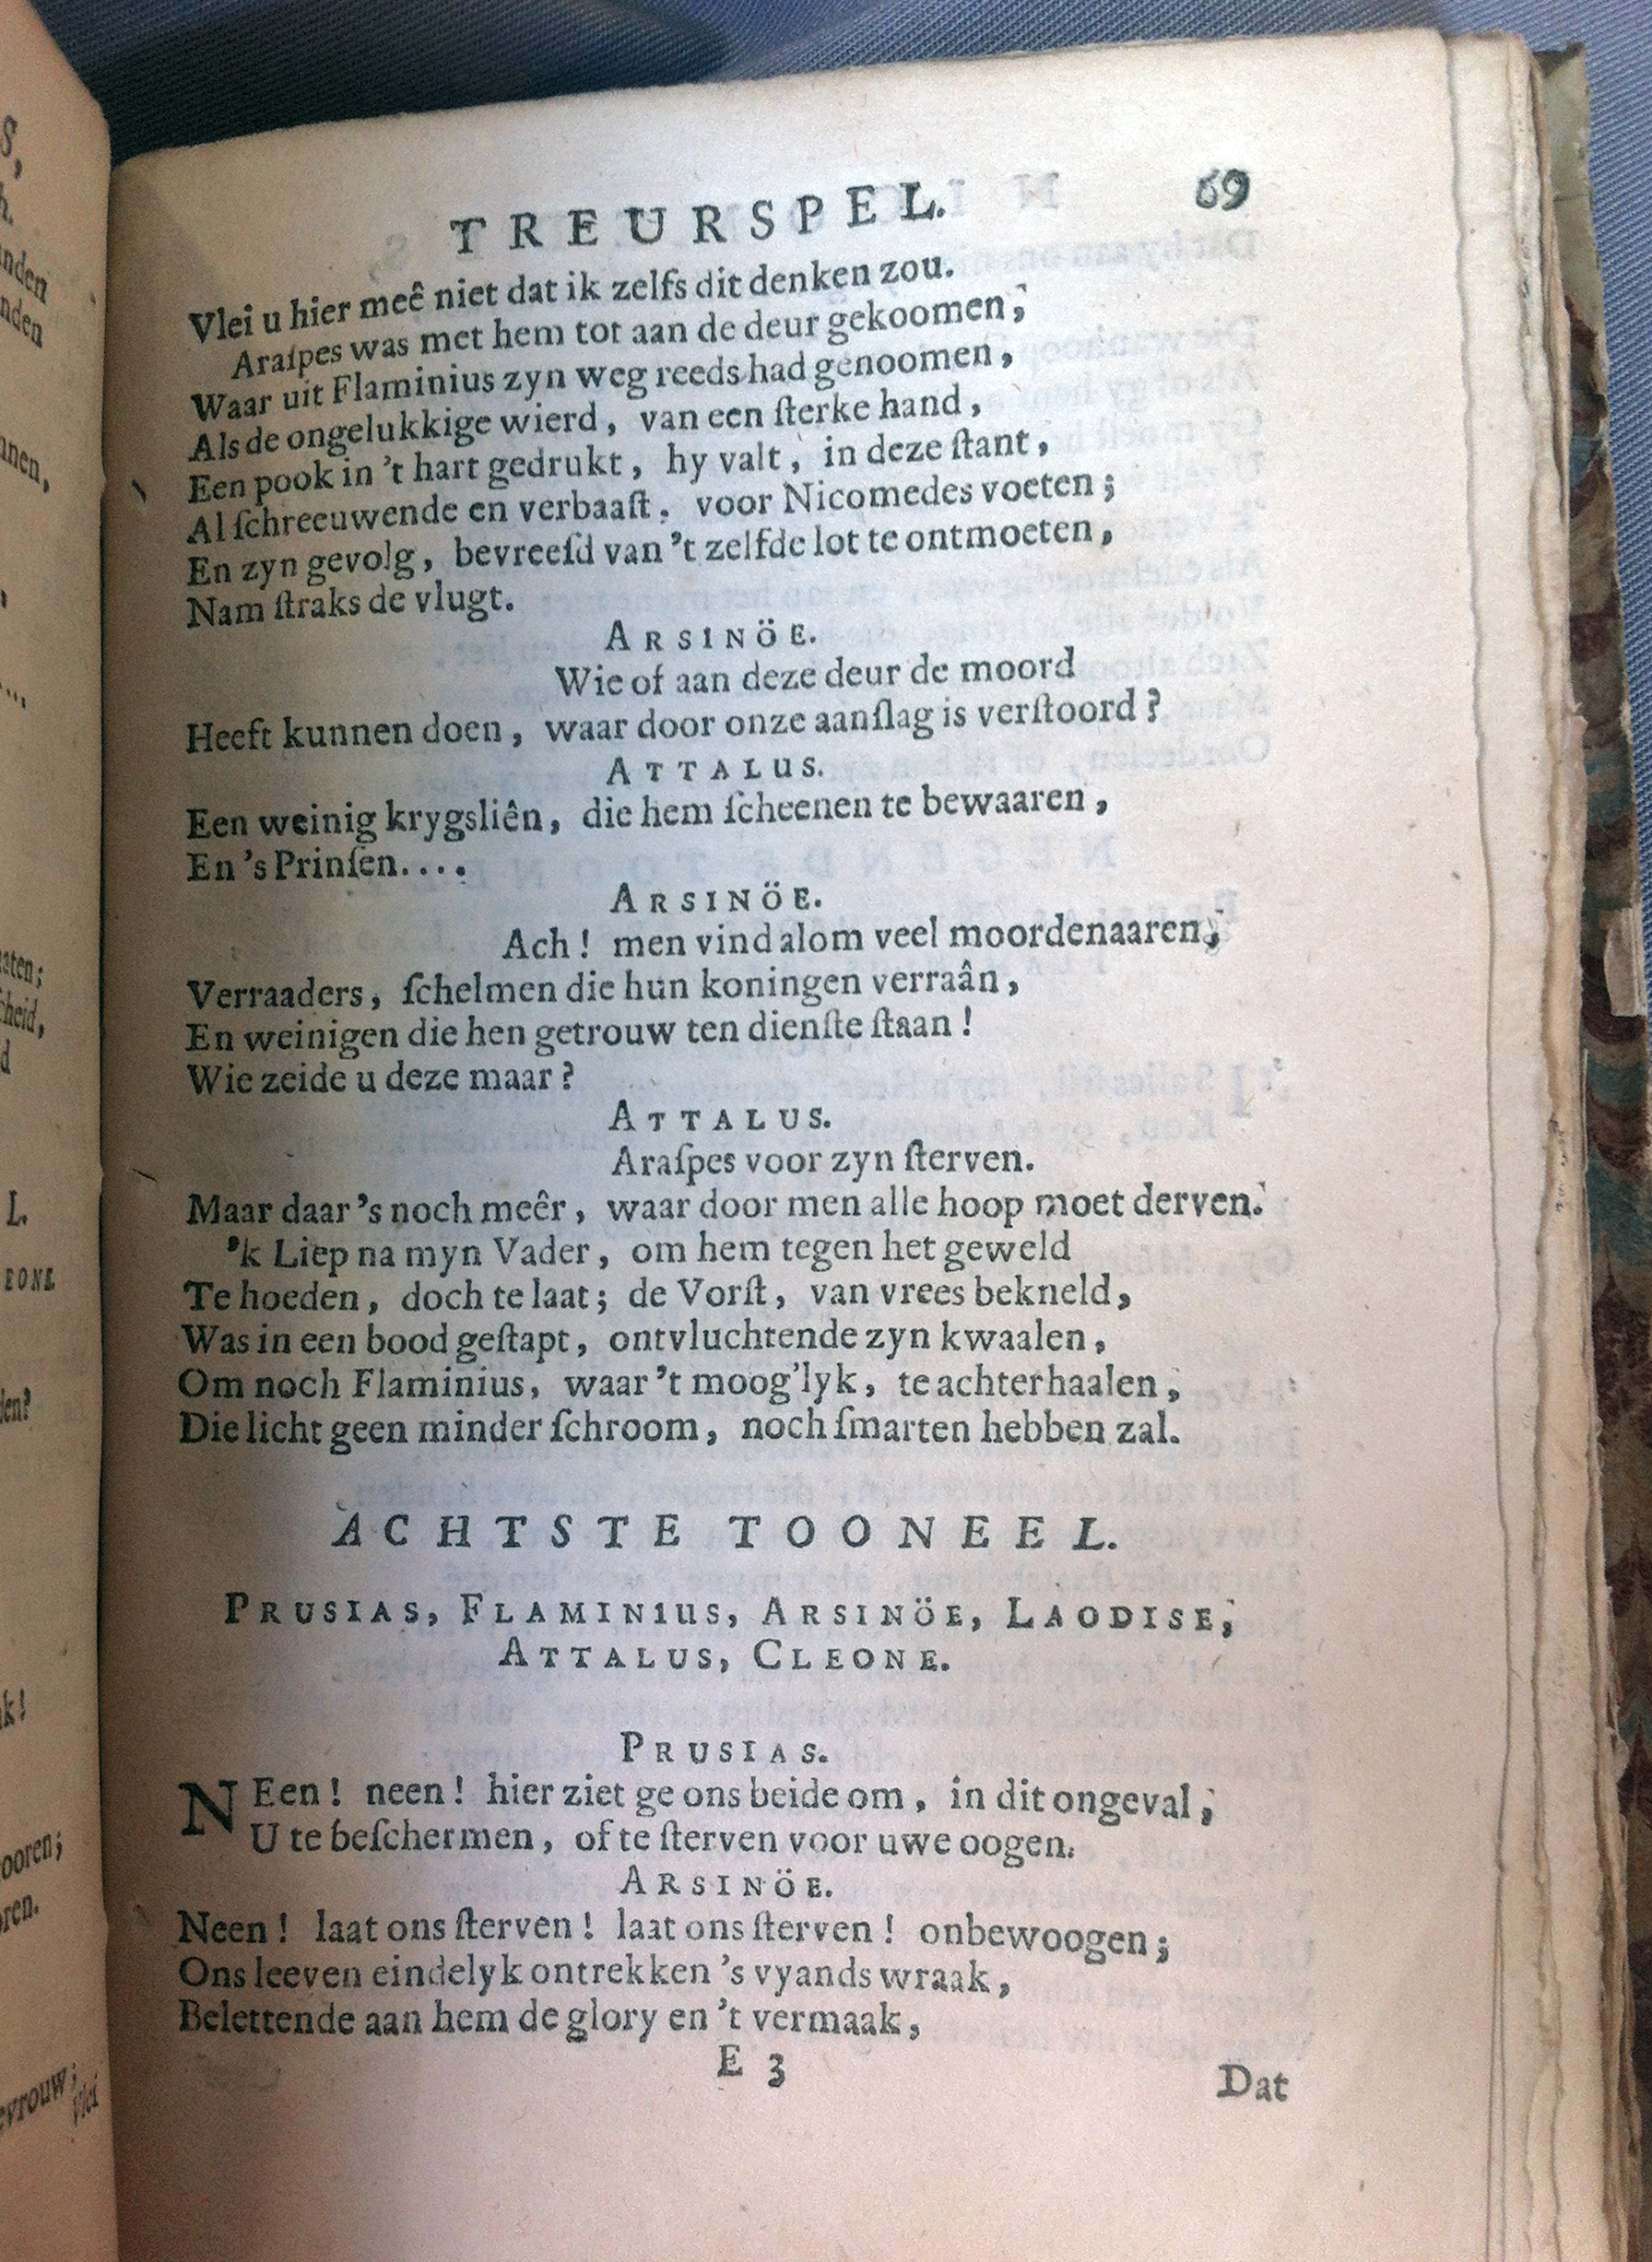 TREURSPEL. 69
Vlei u hier meê niet dat ik zelfs dit denken zou.
Araſpes was met hem tot aan de deur gekoomen;
Waar uit Flaminius zyn weg reeds had genoomen,
Als de ongelukkige wierd, van een ſterke hand,
Een pook in 't hart gedrukt, hy valt, in deze ſtant,
Al ſchreeuwende en verbaaſt, voor Nicomedes voeten;
En zyn gevolg, bevreeſd van 't zelfde lot te ontmoeten,
Nam ſtraks de vlugt.
ARSINÖE.
Wie of aan deze deur de moord
Heeft kunnen doen, waar door onze aanſlag is verſtoord?
ATTALUS.
Een weinig krygsliên, die hem ſcheenen te bewaaren,
En 's Prinſen....
ARSINÖE.
Ach! men vind alom veel moordenaaren;
Verraaders, ſchelmen die hun koningen verraân,
En weinigen die hen getrouw ten dienſte ſtaan!
Wie zeide u deze maar?
ATTALUS.
Araſpes voor zyn ſterven.
Maar daar 's noch meêr, waar door men alle hoop moet derven.
'k Liep na myn Vader, om hem tegen het geweld
Te hoeden, doch te laat; de Vorſt, van vrees bekneld,
Was in een bood geſtapt, ontvluchtende zyn kwaalen,
Om noch Flaminius, waar 't moog'lyk, te achterhaalen,
Die licht geen minder ſchroom, noch ſmarten hebben zal.
ACHTSTE TOONEEL.
PRUSIAS, FLAMINIUS, ARSINÖE, LAODISE,
ATTALUS, CLEONE.
PRUSIAS.
NEen! neen! hier ziet ge ons beide om, in dit ongeval,
U te beſchermen, of te ſterven voor uwe oogen.
ARSINÖE.
Neen! laat ons ſterven! laat ons ſterven! onbewoogen;
Ons leeven eindelyk ontrekken 's vyands wraak,
Belettende aan hem de glory en 't vermaak,
E 3 Dat